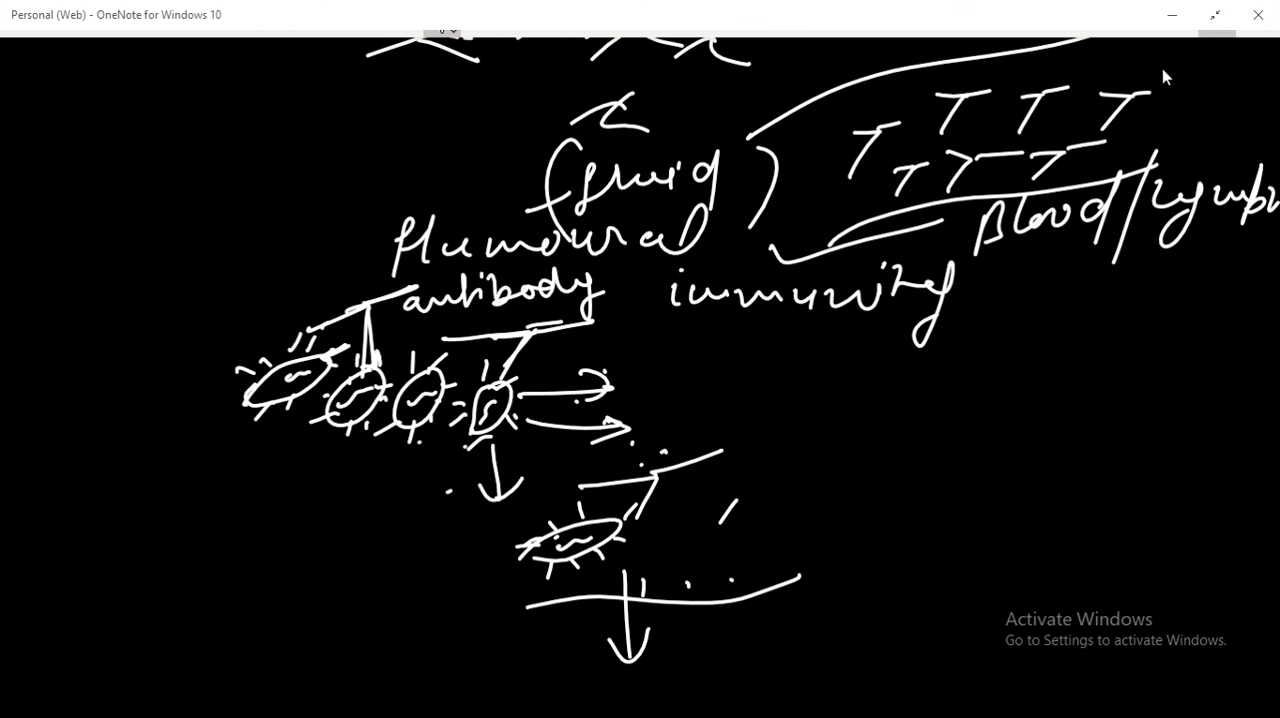 Personal (Web) - OneNote for Windows 10
T T T
T T T T
(fluid)
Blood/Lymph
Humoural
antibody immunity
Activate Windows
Go to Settings to activate Windows.